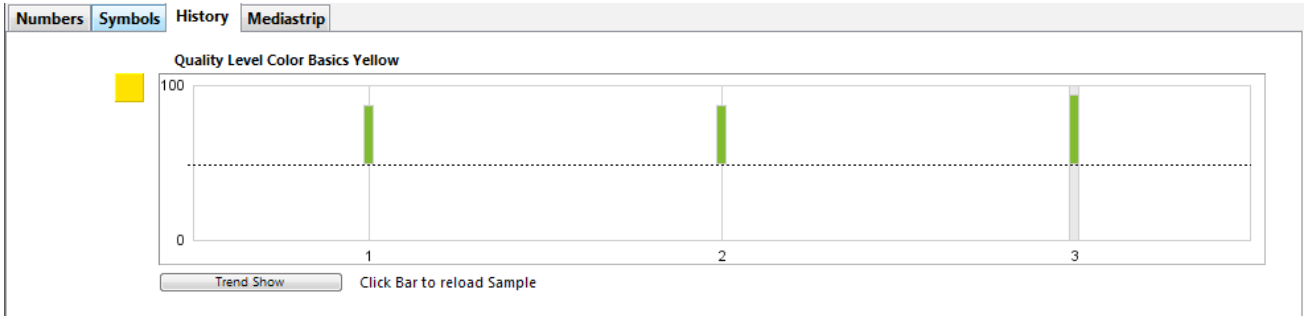 Numbers Symbols History Mediastrip
Quality Level Color Basics Yellow
100
0
1 2 3
Trend Show Click Bar to reload Sample